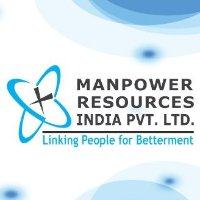 MANPOWER
RESOURCES
INDIA PVT. LTD.
Linking People for Betterment